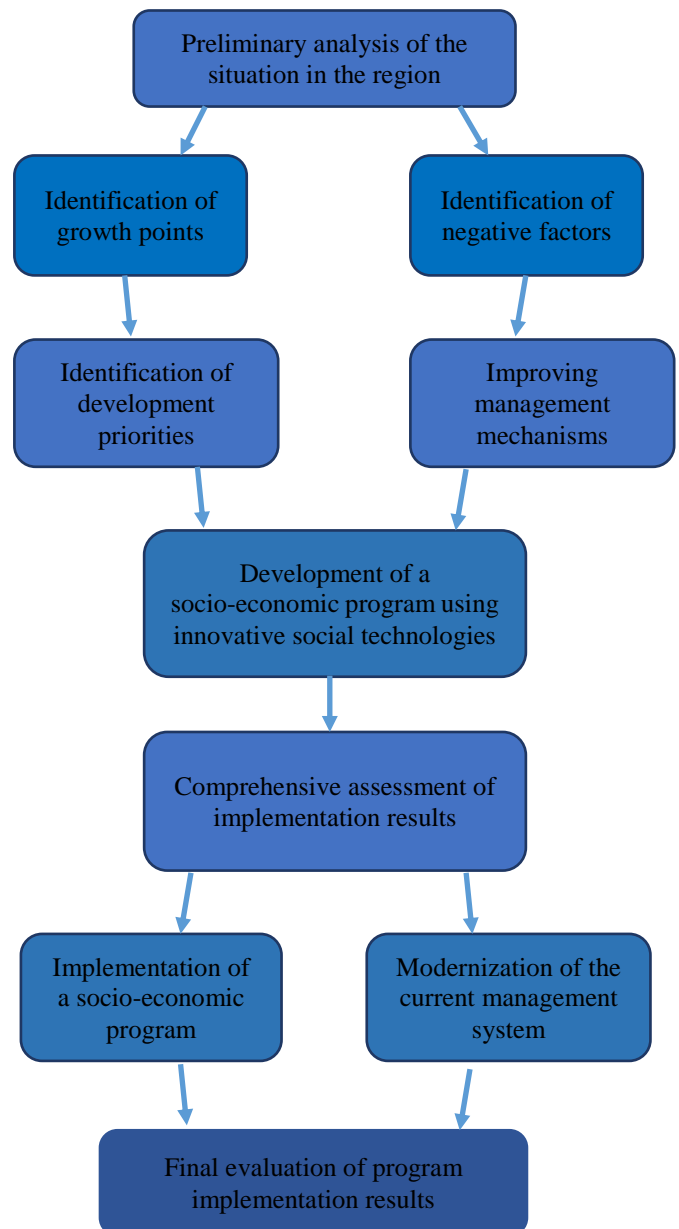 Preliminary analysis of the
situation in the region
Identification of
growth points
Identification of
negative factors
Identification of
development
priorities
Improving
management
mechanisms
Development of a
socio-economic program using
innovative social technologies
Comprehensive assessment of
implementation results
Implementation of
a socio-economic
program
Modernization of the
current management
system
Final evaluation of program
implementation results